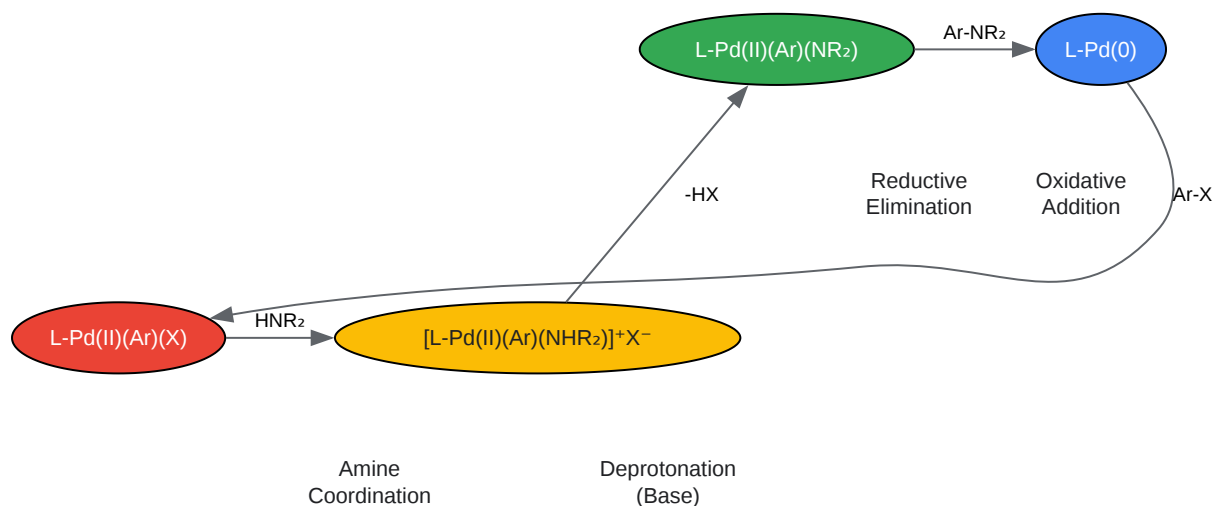 L-Pd(II)(Ar)(NR₂)
Ar-NR₂
L-Pd(0)
Reductive
Elimination
Oxidative
Addition
-HX
Ar-X
L-Pd(II)(Ar)(X)
HNR₂
[L-Pd(II)(Ar)(NHR₂)]⁺X⁻
Amine
Coordination
Deprotonation
(Base)